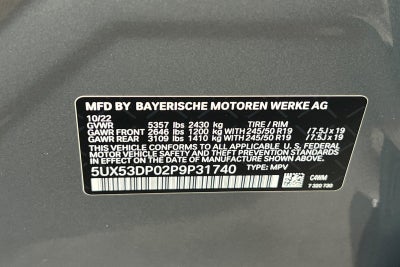 MFD BY BAYERISCHE MOTOREN WERKE AG
10/22
GVWR 5357 lbs 2430 kg TIRE / RIM
GAWR FRONT 2646 lbs 1200 kg WITH 245/50 R19 / 7.5J x 19
GAWR REAR 3109 lbs 1410 kg WITH 245/50 R19 / 7.5J x 19
THIS VEHICLE CONFORMS TO ALL APPLICABLE U.S. FEDERAL
MOTOR VEHICLE SAFETY, BUMPER, AND THEFT PREVENTION
STANDARDS IN EFFECT ON THE DATE OF MANUFACTURE SHOWN ABOVE.
5UX53DP02P9P31740 TYPE: MPV
C4WM